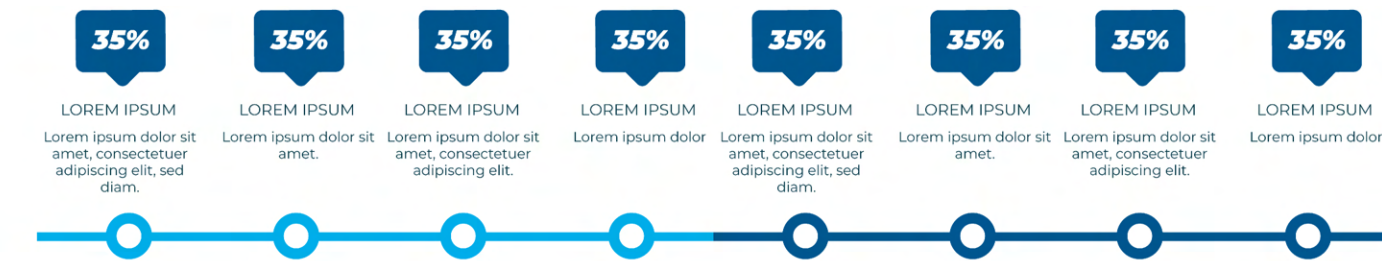 35%
LOREM IPSUM
Lorem ipsum dolor sit
amet, consectetuer
adipiscing elit, sed
diam.
35%
LOREM IPSUM
Lorem ipsum dolor sit
amet.
35%
LOREM IPSUM
Lorem ipsum dolor sit
amet, consectetuer
adipiscing elit.
35%
LOREM IPSUM
Lorem ipsum dolor
35%
LOREM IPSUM
Lorem ipsum dolor sit
amet, consectetuer
adipiscing elit, sed
diam.
35%
LOREM IPSUM
Lorem ipsum dolor sit
amet.
35%
LOREM IPSUM
Lorem ipsum dolor sit
amet, consectetuer
adipiscing elit.
35%
LOREM IPSUM
Lorem ipsum dolor